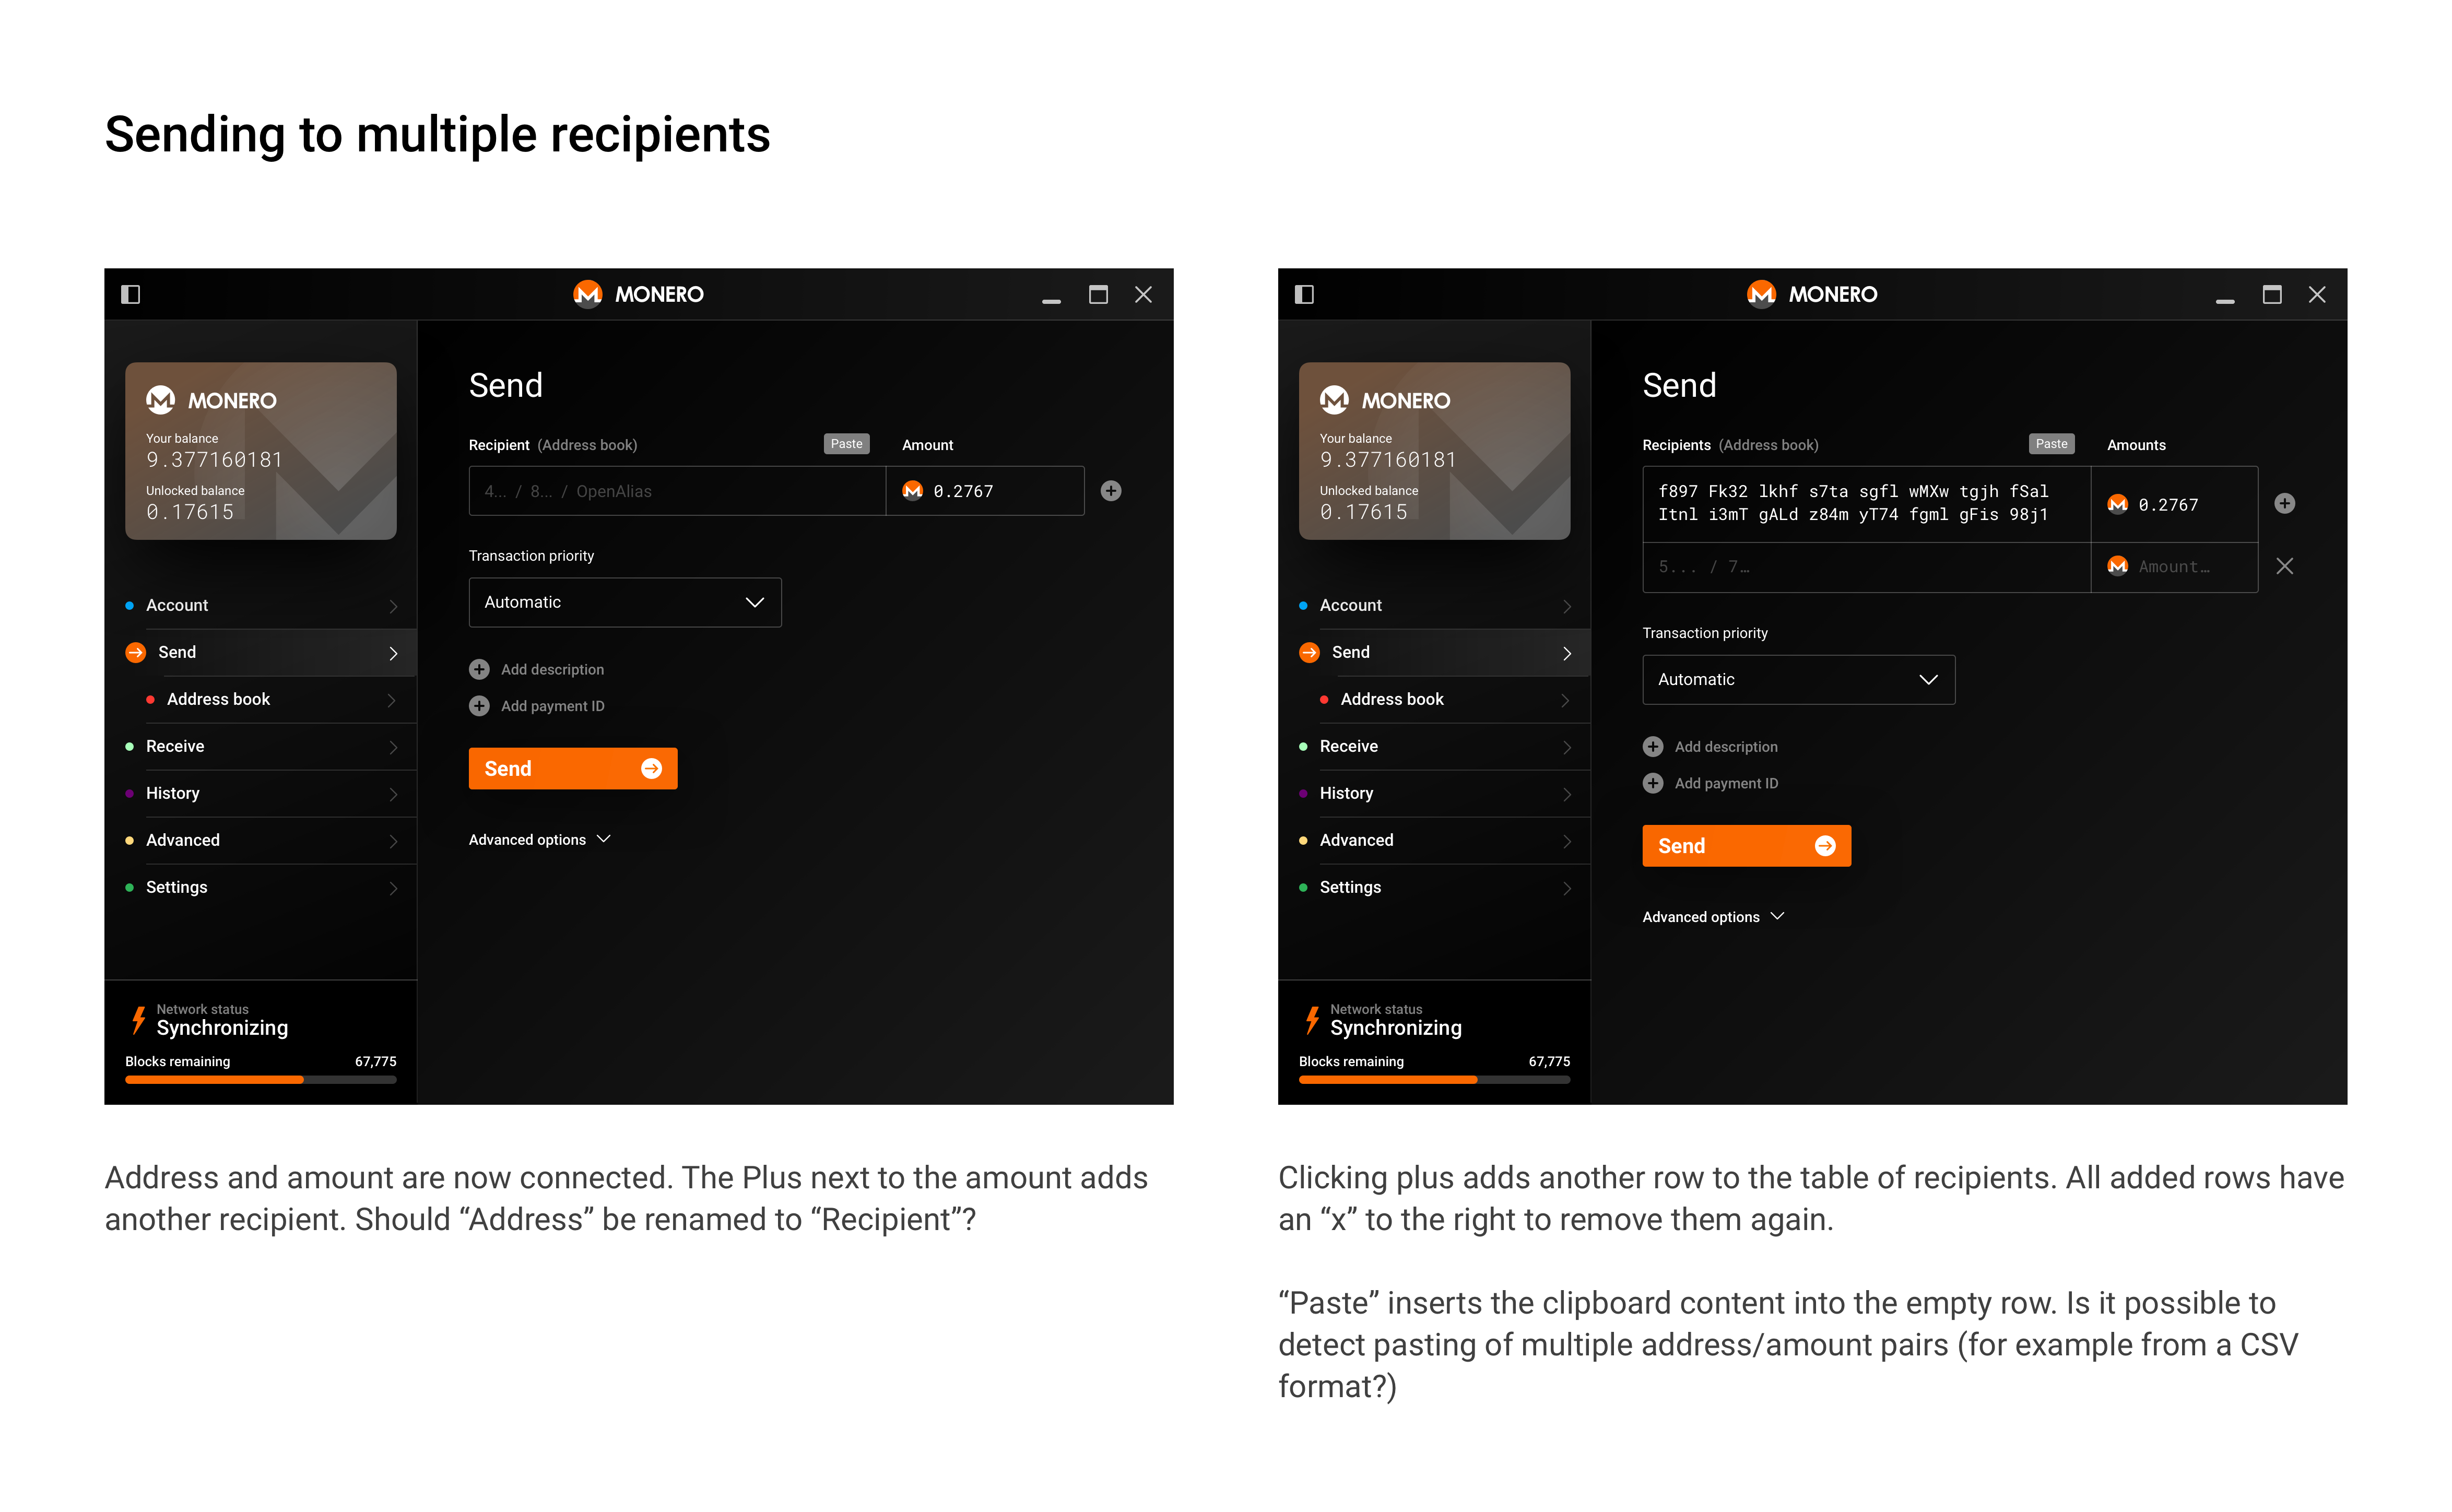 Sending to multiple recipients
MONERO
MONERO
Your balance
9.377160181
Unlocked balance
0.17615
Account
Send
Address book
Receive
History
Advanced
Settings
Network status
Synchronizing
Blocks remaining 67,775
Send
Recipient (Address book) Paste Amount
4... / 8... / OpenAlias 0.2767
Transaction priority
Automatic
Add description
Add payment ID
Send
Advanced options
Address and amount are now connected. The Plus next to the amount adds
another recipient. Should “Address” be renamed to “Recipient”?
MONERO
MONERO
Your balance
9.377160181
Unlocked balance
0.17615
Account
Send
Address book
Receive
History
Advanced
Settings
Network status
Synchronizing
Blocks remaining 67,775
Send
Recipients (Address book) Paste Amounts
f897 Fk32 lkhf s7ta sgfl wMXw tgjh fSal
Itnl i3mT gALd z84m yT74 fgml gFis 98j1
0.2767
5... / 7… Amount…
Transaction priority
Automatic
Add description
Add payment ID
Send
Advanced options
Clicking plus adds another row to the table of recipients. All added rows have
an “x” to the right to remove them again.
“Paste” inserts the clipboard content into the empty row. Is it possible to
detect pasting of multiple address/amount pairs (for example from a CSV
format?)